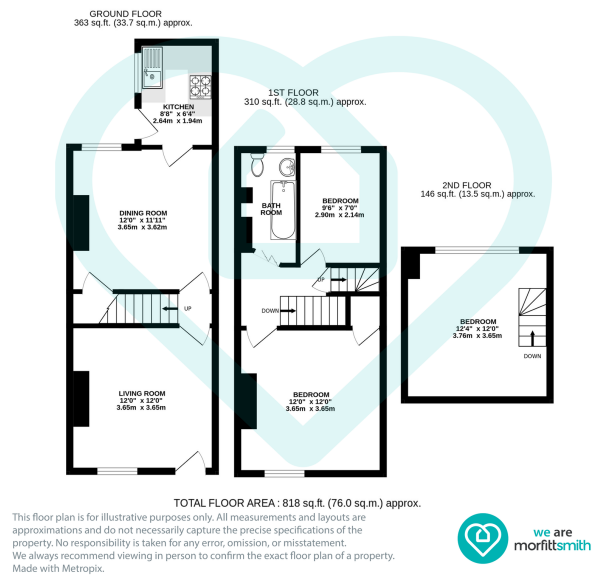 GROUND FLOOR
363 sq.ft. (33.7 sq.m.) approx.
KITCHEN
8'8" x 6'4"
2.64m x 1.94m
DINING ROOM
12'0" x 11'11"
3.65m x 3.62m
UP
LIVING ROOM
12'0" x 12'0"
3.65m x 3.65m
1ST FLOOR
310 sq.ft. (28.8 sq.m.) approx.
BATH
ROOM
BEDROOM
9'6" x 7'0"
2.90m x 2.14m
UP
DOWN
BEDROOM
12'0" x 12'0"
3.65m x 3.65m
2ND FLOOR
146 sq.ft. (13.5 sq.m.) approx.
BEDROOM
12'4" x 12'0"
3.76m x 3.65m
DOWN
TOTAL FLOOR AREA : 818 sq.ft. (76.0 sq.m.) approx.
This floor plan is for illustrative purposes only. All measurements and layouts are
approximations and do not necessarily capture the precise specifications of the
property. No responsibility is taken for any error, omission, or misstatement.
We always recommend viewing in person to confirm the exact floor plan of a property.
Made with Metropix.
we are
morfittsmith